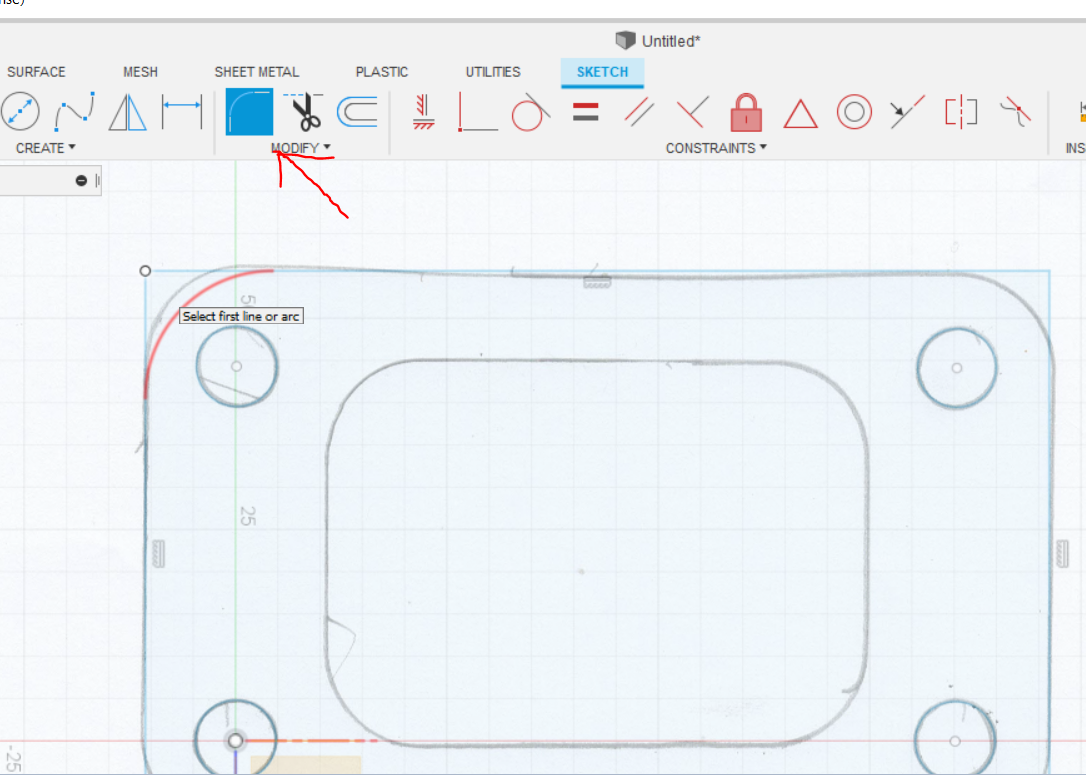 nse)
Untitled*
SURFACE MESH SHEET METAL PLASTIC UTILITIES SKETCH
CREATE ▾ MODIFY ▾ CONSTRAINTS ▾ INS
Select first line or arc
25
-25